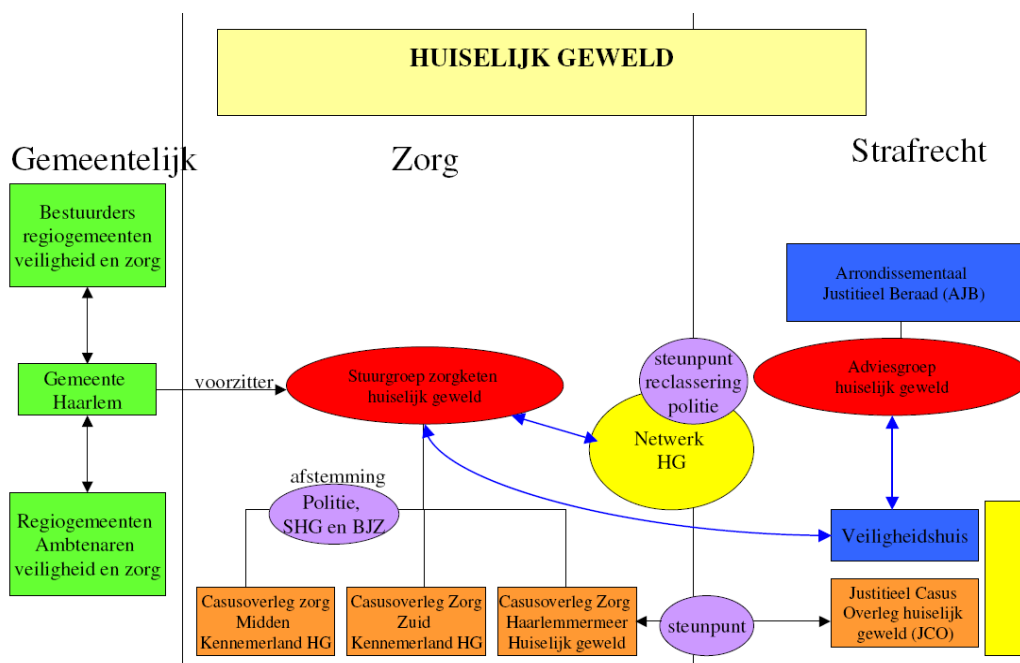 HUISELIJK GEWELD
Gemeentelijk
Zorg
Strafrecht
Bestuurders
regiogemeenten
veiligheid en zorg
Arrondissementaal
Justitieel Beraad (AJB)
Gemeente
Haarlem
voorzitter
Stuurgroep zorgketen
huiselijk geweld
steunpunt
reclassering
politie
Adviesgroep
huiselijk geweld
Netwerk
HG
afstemming
Politie,
SHG en BJZ
Regiogemeenten
Ambtenaren
veiligheid en zorg
Veiligheidshuis
Casusoverleg zorg
Midden
Kennemerland HG
Casusoverleg Zorg
Zuid
Kennemerland HG
Casusoverleg Zorg
Haarlemmermeer
Huiselijk geweld
steunpunt
Justitieel Casus
Overleg huiselijk
geweld (JCO)